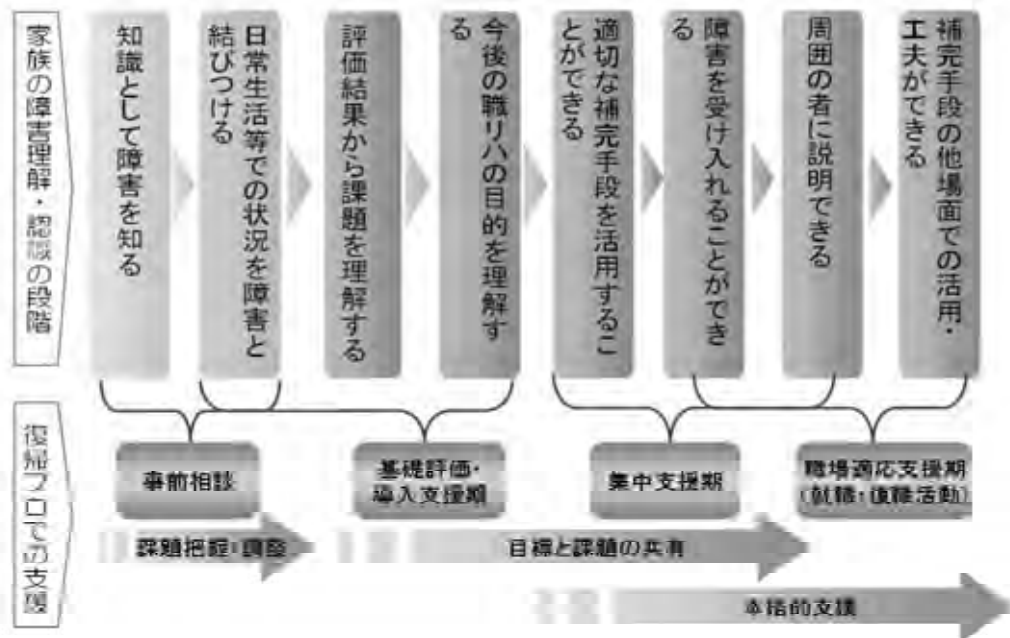 家族の障害理解・認識の段階
知識として障害を知る
日常生活等での状況を障害と
結びつける
評価結果から課題を理解する
今後の職リハの目的を理解す
る
適切な補完手段を活用するこ
とができる
障害を受け入れることができ
る
周囲の者に説明できる
補完手段の他場面での活用・
工夫ができる
復帰プロでの支援
事前相談
基礎評価・
導入支援期
集中支援期
職場適応支援期
(就職・復職活動)
課題把握・調整
目標と課題の共有
本格的支援